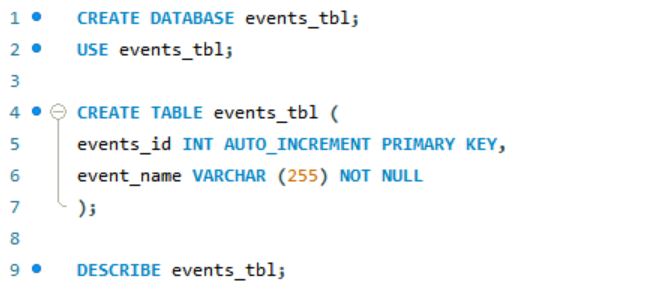 1 CREATE DATABASE events_tbl;
2 USE events_tbl;
3
4 CREATE TABLE events_tbl (
5 events_id INT AUTO_INCREMENT PRIMARY KEY,
6 event_name VARCHAR (255) NOT NULL
7 );
8
9 DESCRIBE events_tbl;